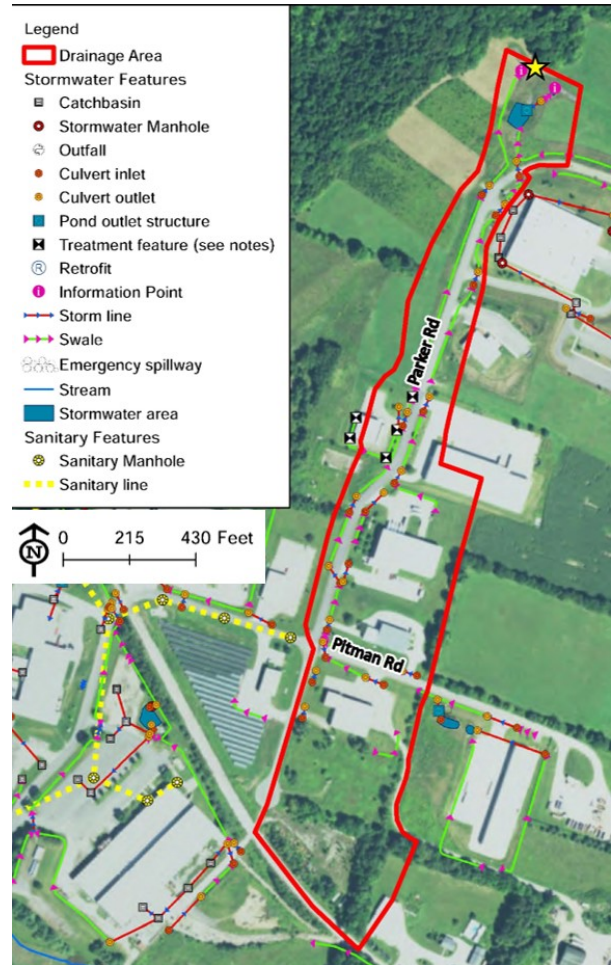 Legend
Drainage Area
Stormwater Features
Catchbasin
Stormwater Manhole
Outfall
Culvert inlet
Culvert outlet
Pond outlet structure
Treatment feature (see notes)
R Retrofit
i Information Point
Storm line
Swale
Emergency spillway
Stream
Stormwater area
Sanitary Features
Sanitary Manhole
Sanitary line
N 0 215 430 Feet
i
i
Parker Rd
Pitman Rd